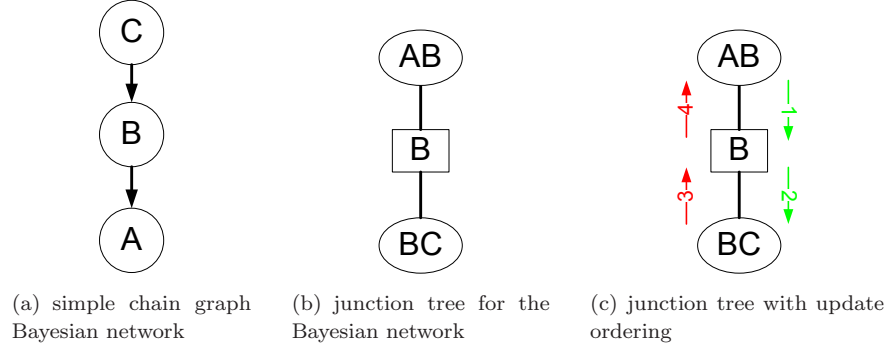 C
B
A
AB
B
BC
AB
4
1
B
3
2
BC
(a) simple chain graph
Bayesian network
(b) junction tree for the
Bayesian network
(c) junction tree with update
ordering